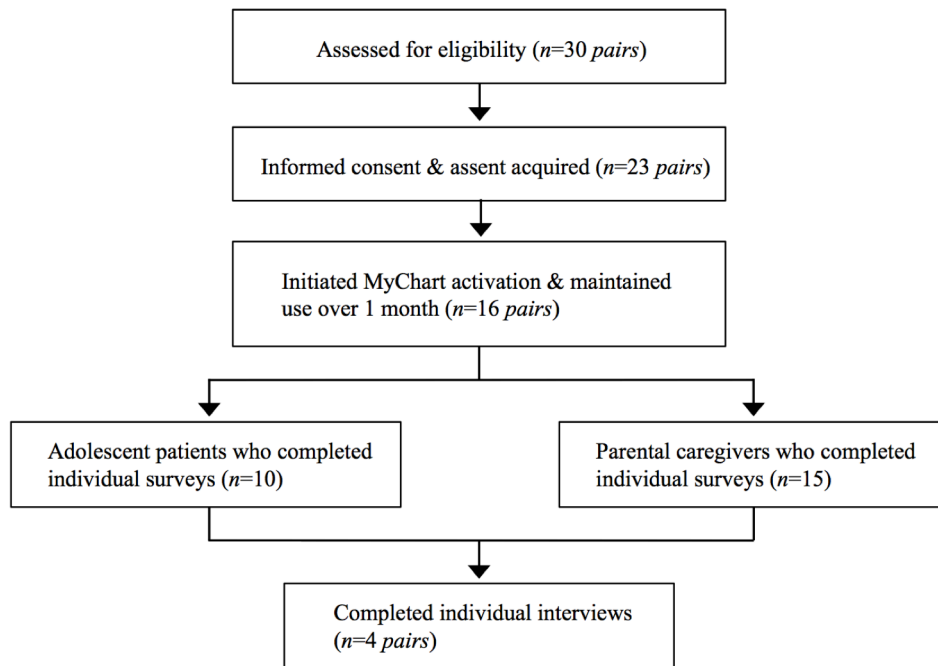 Assessed for eligibility (n=30 pairs)
Informed consent & assent acquired (n=23 pairs)
Initiated MyChart activation & maintained
use over 1 month (n=16 pairs)
Adolescent patients who completed
individual surveys (n=10)
Parental caregivers who completed
individual surveys (n=15)
Completed individual interviews
(n=4 pairs)